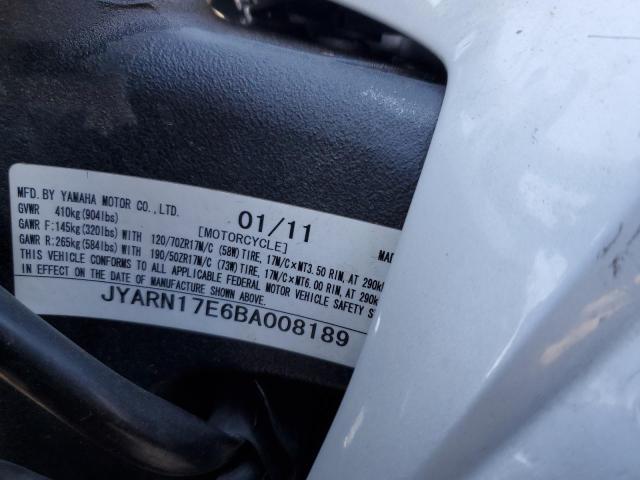 MFD. BY YAMAHA MOTOR CO., LTD. 01/11
GVWR 410kg (904lbs) [MOTORCYCLE] MAD
GAWR F: 145kg (320lbs) WITH 120/70ZR17M/C (58W) TIRE, 17M/C×MT3.50 RIM, AT 290k
GAWR R: 265kg (584lbs) WITH 190/50ZR17M/C (73W) TIRE, 17M/C×MT6.00 RIM, AT 290k
THIS VEHICLE CONFORMS TO ALL APPLICABLE FEDERAL MOTOR VEHICLE SAFETY S
IN EFFECT ON THE DATE OF MANUFACTURE SHOWN ABOVE.
JYARN17E6BA008189